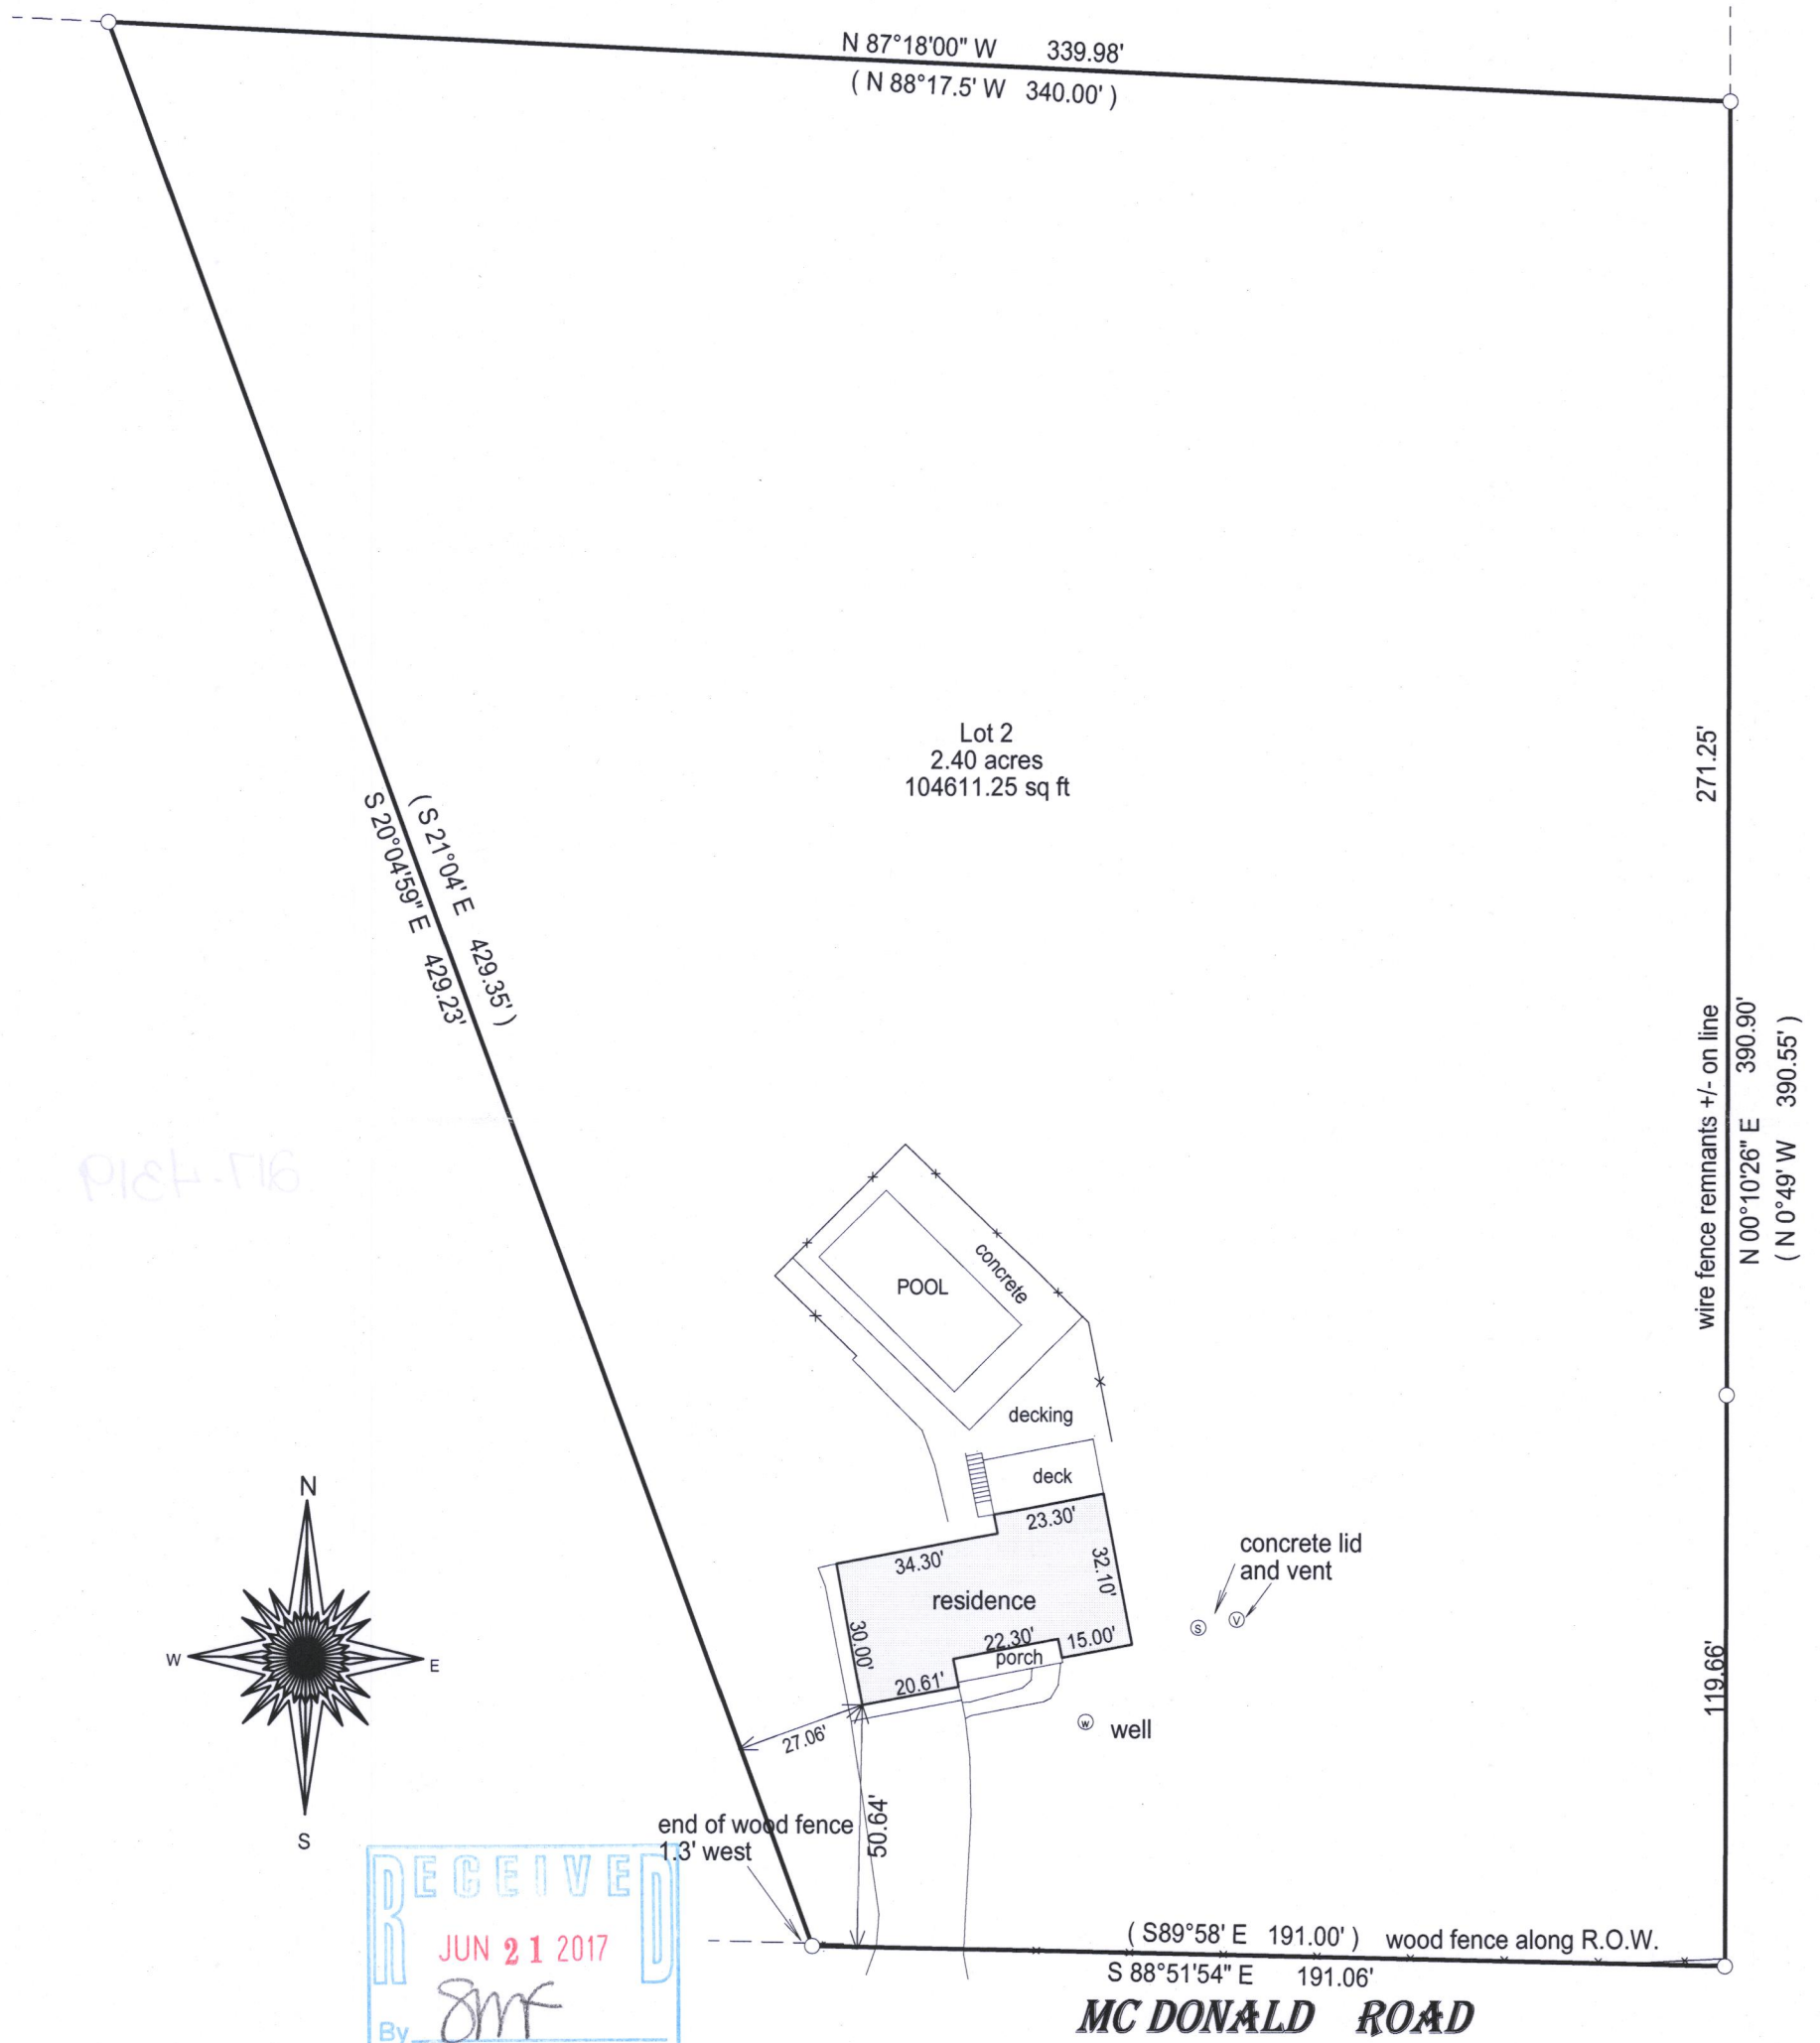 N 87°18'00" W 339.98'
( N 88°17.5' W 340.00' )
Lot 2
2.40 acres
104611.25 sq ft
271.25'
( S 21°04' E 429.35' )
S 20°04'59" E 429.23'
wire fence remnants +/- on line
N 00°10'26" E 390.90'
( N 0°49' W 390.55' )
917.4319
POOL
concrete
decking
deck
23.30'
34.30'
32.10'
residence
30.00'
22.30'
15.00'
porch
20.61'
concrete lid
and vent
S
V
N
W
E
S
27.06'
W
well
119.66'
50.64'
end of wood fence
1.3' west
RECEIVED
JUN 21 2017
By SMF
( S89°58' E 191.00' ) wood fence along R.O.W.
S 88°51'54" E 191.06'
MC DONALD ROAD